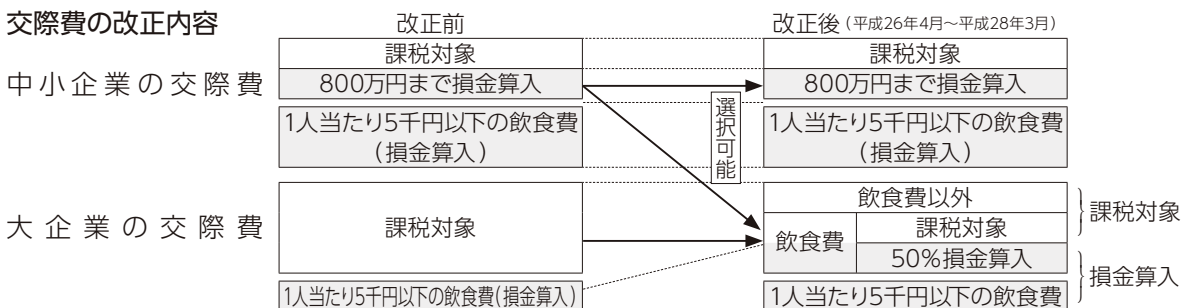 交際費の改正内容
改正前
改正後(平成26年4月〜平成28年3月)
中小企業の交際費
課税対象
800万円まで損金算入
1人当たり5千円以下の飲食費
(損金算入)
選択可能
課税対象
800万円まで損金算入
1人当たり5千円以下の飲食費
(損金算入)
大企業の交際費
課税対象
1人当たり5千円以下の飲食費(損金算入)
飲食費以外
飲食費
課税対象
50%損金算入
1人当たり5千円以下の飲食費
課税対象
損金算入